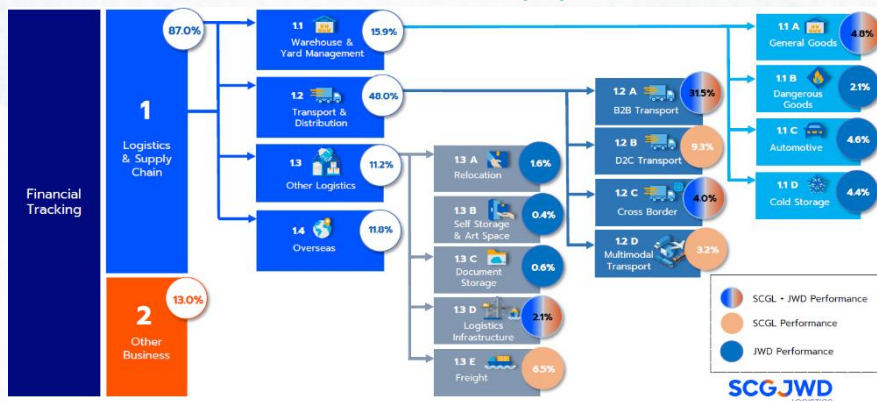 Financial
Tracking
1
Logistics
& Supply
Chain
87.0%
2
Other
Business
13.0%
1.1
Warehouse &
Yard Management
15.9%
1.2
Transport &
Distribution
48.0%
1.3
Other Logistics
11.2%
1.4
Overseas
11.8%
1.3 A
Relocation
1.6%
1.3 B
Self Storage
& Art Space
0.4%
1.3 C
Document
Storage
0.6%
1.3 D
Logistics
Infrastructure
2.1%
1.3 E
Freight
6.5%
1.2 A
B2B Transport
31.5%
1.2 B
D2C Transport
9.3%
1.2 C
Cross Border
4.0%
1.2 D
Multimodal
Transport
3.2%
1.1 A
General Goods
4.8%
1.1 B
Dangerous
Goods
2.1%
1.1 C
Automotive
4.6%
1.1 D
Cold Storage
4.4%
SCGL + JWD Performance
SCGL Performance
JWD Performance
SCGJWD
LOGISTICS